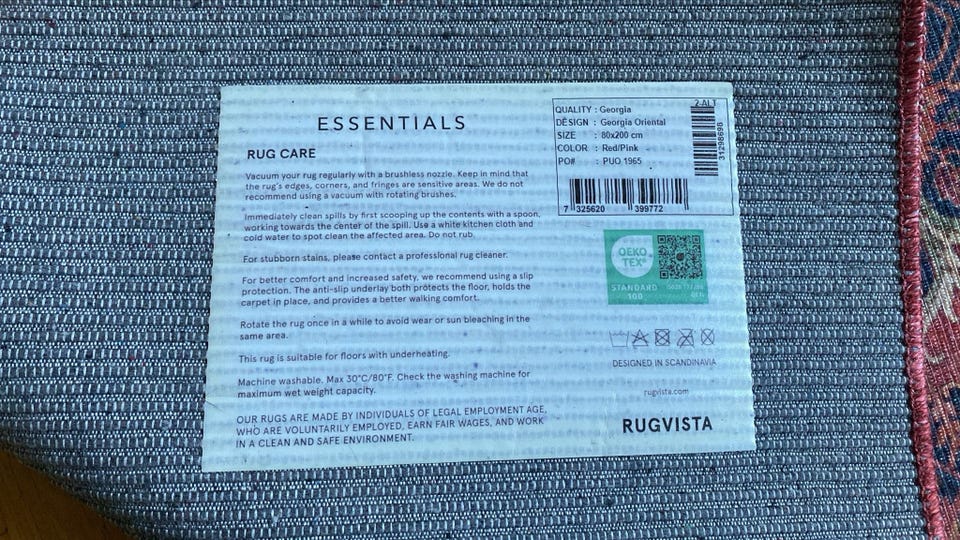 ESSENTIALS
RUG CARE
Vacuum your rug regularly with a brushless nozzle. Keep in mind that
the rug's edges, corners, and fringes are sensitive areas. We do not
recommend using a vacuum with rotating brushes.
Immediately clean spills by first scooping up the contents with a spoon,
working towards the center of the spill. Use a white kitchen cloth and
cold water to spot clean the affected area. Do not rub.
For stubborn stains, please contact a professional rug cleaner.
For better comfort and increased safety, we recommend using a slip
protection. The anti-slip underlay both protects the floor, holds the
carpet in place, and provides a better walking comfort.
Rotate the rug once in a while to avoid wear or sun bleaching in the
same area.
This rug is suitable for floors with underheating.
Machine washable. Max 30°C/80°F. Check the washing machine for
maximum wet weight capacity.
OUR RUGS ARE MADE BY INDIVIDUALS OF LEGAL EMPLOYMENT AGE,
WHO ARE VOLUNTARILY EMPLOYED, EARN FAIR WAGES, AND WORK
IN A CLEAN AND SAFE ENVIRONMENT.
2-ALT
QUALITY : Georgia
DESIGN : Georgia Oriental
SIZE : 80x200 cm
COLOR : Red/Pink
PO# : PUO 1965
31298698
7 325620 399772
OEKO
TEX®
STANDARD
100
DESIGNED IN SCANDINAVIA
rugvista.com
RUGVISTA